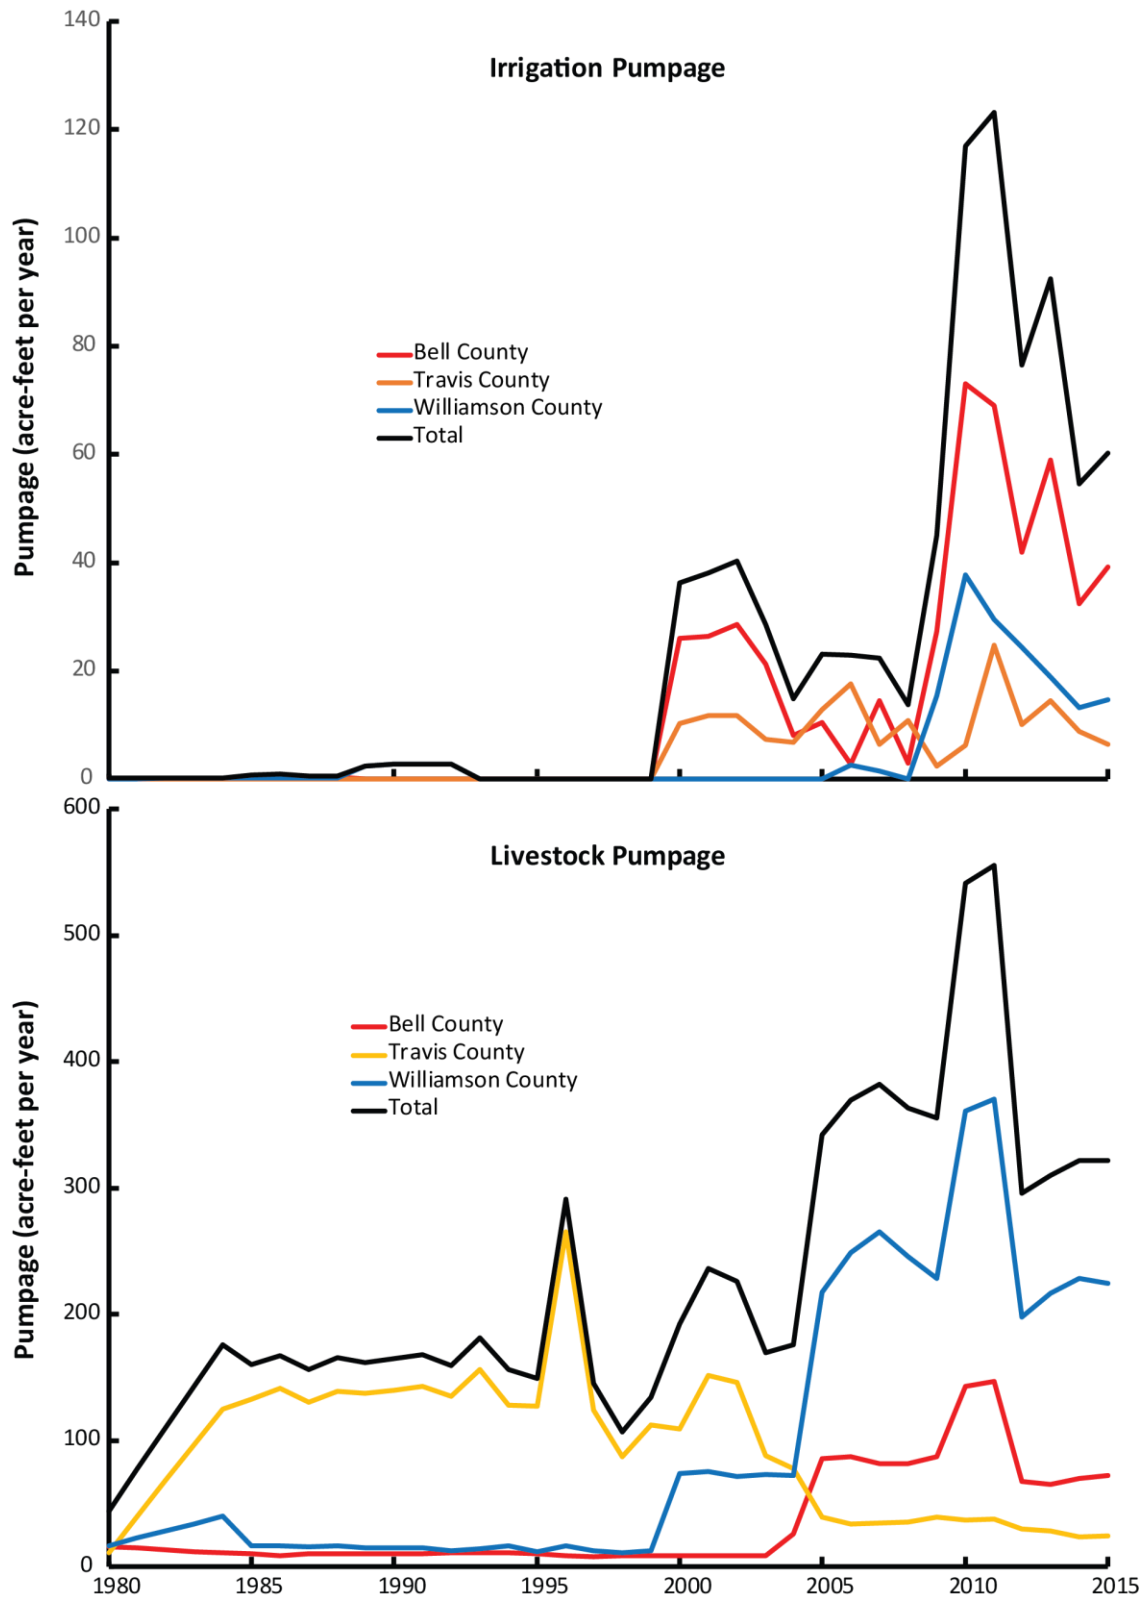 Irrigation Pumpage
Pumpage (acre-feet per year)
140
120
100
80
60
40
20
0
Bell County
Travis County
Williamson County
Total
Livestock Pumpage
Pumpage (acre-feet per year)
600
500
400
300
200
100
0
Bell County
Travis County
Williamson County
Total
1980 1985 1990 1995 2000 2005 2010 2015